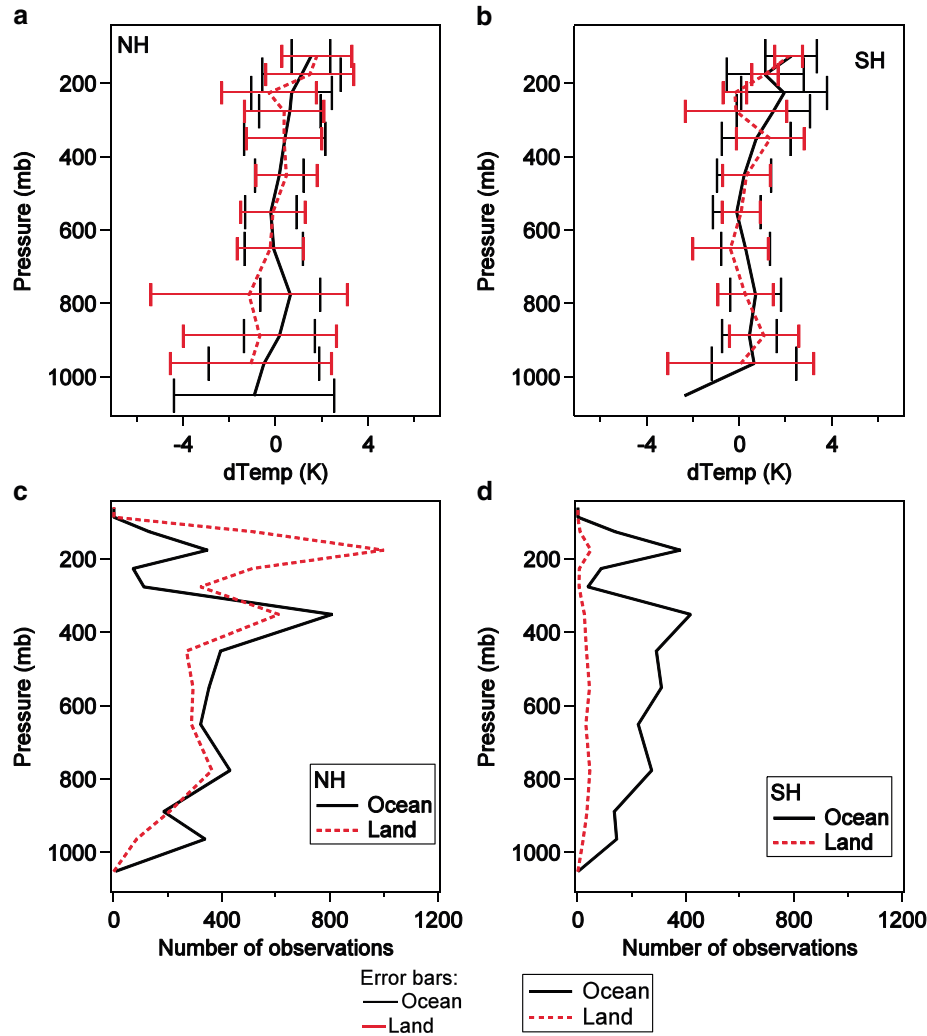 a
NH
200
400
600
800
1000
Pressure (mb)
-4
0
4
dTemp (K)
b
SH
200
400
600
800
1000
Pressure (mb)
-4
0
4
dTemp (K)
c
200
400
600
800
1000
Pressure (mb)
NH
Ocean
Land
0
400
800
1200
Number of observations
d
200
400
600
800
1000
Pressure (mb)
SH
Ocean
Land
0
400
800
1200
Number of observations
Error bars:
Ocean
Land
Ocean
Land